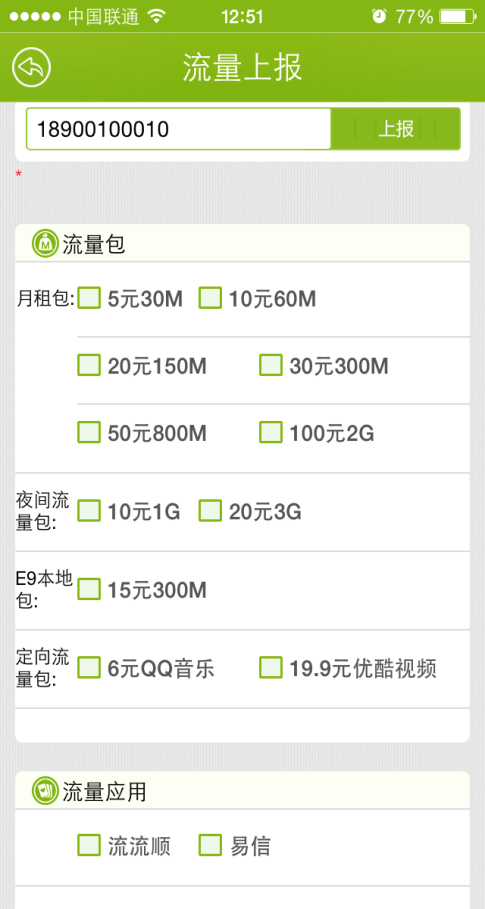 中国联通 12:51 77%
流量上报
18900100010 上报
*
流量包
月租包: 5元30M 10元60M
20元150M 30元300M
50元800M 100元2G
夜间流
量包: 10元1G 20元3G
E9本地
包: 15元300M
定向流
量包: 6元QQ音乐 19.9元优酷视频
流量应用
流流顺 易信